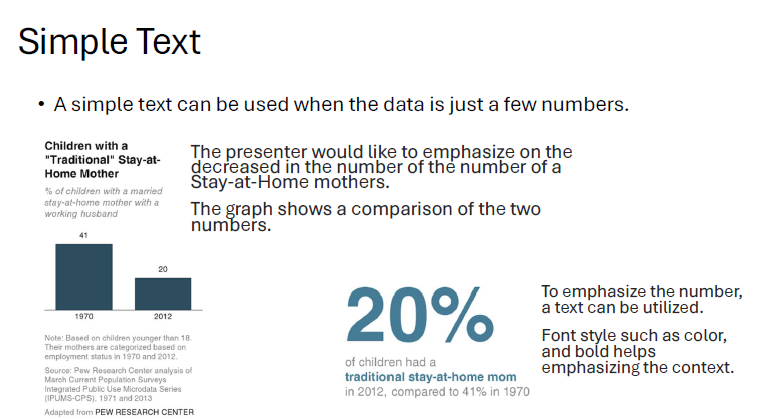 Simple Text
• A simple text can be used when the data is just a few numbers.
Children with a
"Traditional" Stay-at-
Home Mother
% of children with a married
stay-at-home mother with a
working husband
41
20
1970
2012
Note: Based on children younger than 18.
Their mothers are categorized based on
employment status in 1970 and 2012.
Source: Pew Research Center analysis of
March Current Population Surveys
Integrated Public Use Microdata Series
(IPUMS-CPS), 1971 and 2013
Adapted from PEW RESEARCH CENTER
The presenter would like to emphasize on the
decreased in the number of the number of a
Stay-at-Home mothers.
The graph shows a comparison of the two
numbers.
20%
of children had a
traditional stay-at-home mom
in 2012, compared to 41% in 1970
To emphasize the number,
a text can be utilized.
Font style such as color,
and bold helps
emphasizing the context.